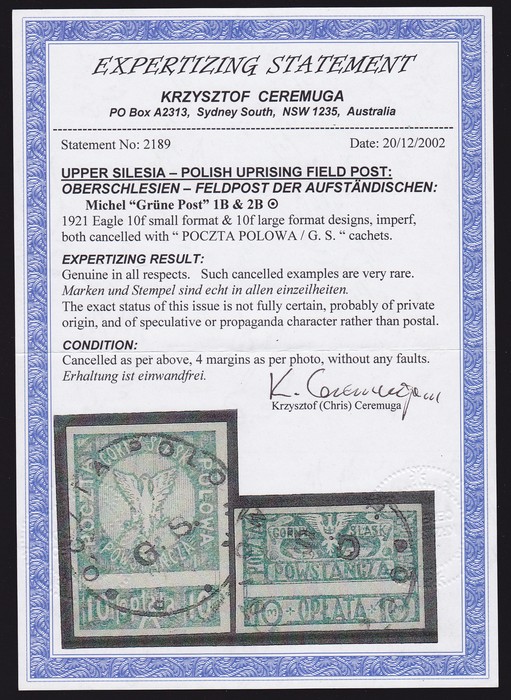 EXPERTIZING STATEMENT
KRZYSZTOF CEREMUGA
PO Box A2313, Sydney South, NSW 1235, Australia
Statement No: 2189 Date: 20/12/2002
UPPER SILESIA – POLISH UPRISING FIELD POST:
OBERSCHLESIEN – FELDPOST DER AUFSTÄNDISCHEN:
Michel “Grüne Post” 1B & 2B ⊙
1921 Eagle 10f small format & 10f large format designs, imperf,
both cancelled with “ POCZTA POLOWA / G. S. “ cachets.
EXPERTIZING RESULT:
Genuine in all respects. Such cancelled examples are very rare.
Marken und Stempel sind echt in allen einzeilheiten.
The exact status of this issue is not fully certain, probably of private
origin, and of speculative or propaganda character rather than postal.
CONDITION:
Cancelled as per above, 4 margins as per photo, without any faults.
Erhaltung ist einwandfrei.
K. Ceremuga
Krzysztof (Chris) Ceremuga
POCZTA
POLOWA
G. S.
GÓRNY ŚLĄSK
POWSTAŃCZA
OPŁATA